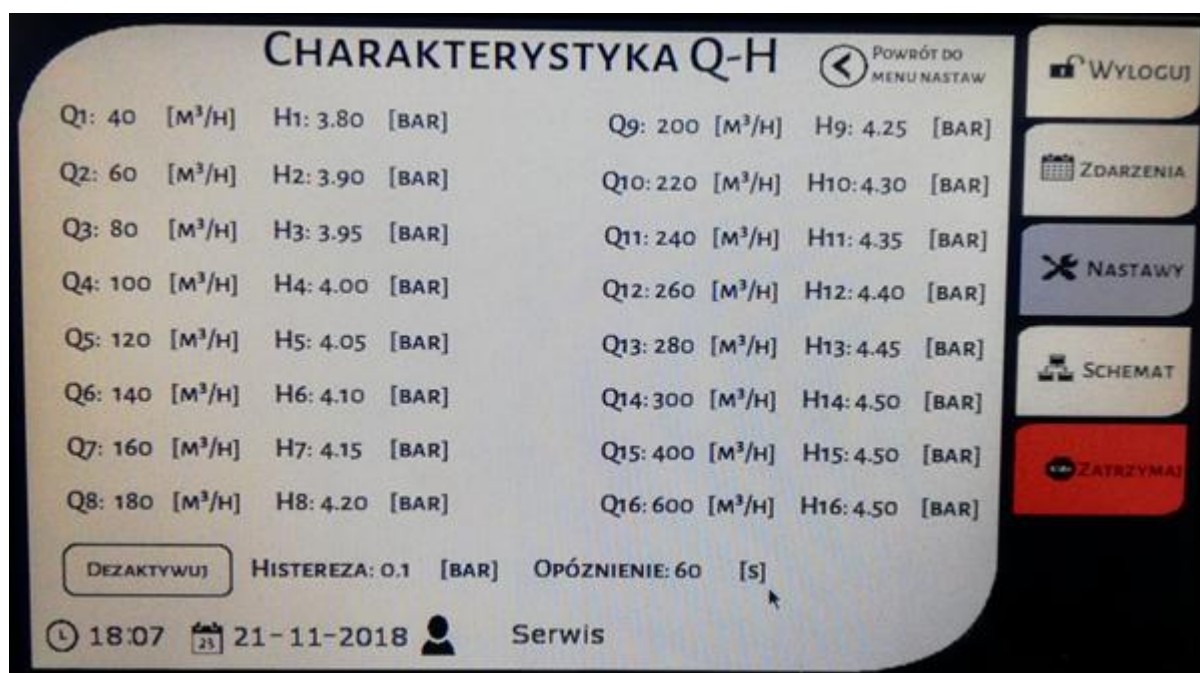 CHARAKTERYSTYKA Q-H
POWRÓT DO
MENU NASTAW
Q1: 40 [M³/H] H1: 3.80 [BAR]
Q2: 60 [M³/H] H2: 3.90 [BAR]
Q3: 80 [M³/H] H3: 3.95 [BAR]
Q4: 100 [M³/H] H4: 4.00 [BAR]
Q5: 120 [M³/H] H5: 4.05 [BAR]
Q6: 140 [M³/H] H6: 4.10 [BAR]
Q7: 160 [M³/H] H7: 4.15 [BAR]
Q8: 180 [M³/H] H8: 4.20 [BAR]
Q9: 200 [M³/H] H9: 4.25 [BAR]
Q10: 220 [M³/H] H10: 4.30 [BAR]
Q11: 240 [M³/H] H11: 4.35 [BAR]
Q12: 260 [M³/H] H12: 4.40 [BAR]
Q13: 280 [M³/H] H13: 4.45 [BAR]
Q14: 300 [M³/H] H14: 4.50 [BAR]
Q15: 400 [M³/H] H15: 4.50 [BAR]
Q16: 600 [M³/H] H16: 4.50 [BAR]
DEZAKTYWUJ HISTEREZA: 0.1 [BAR] OPÓZNIENIE: 60 [S]
18:07 21-11-2018 Serwis
WYLOGUJ
ZDARZENIA
NASTAWY
SCHEMAT
ZATRZYMAJ